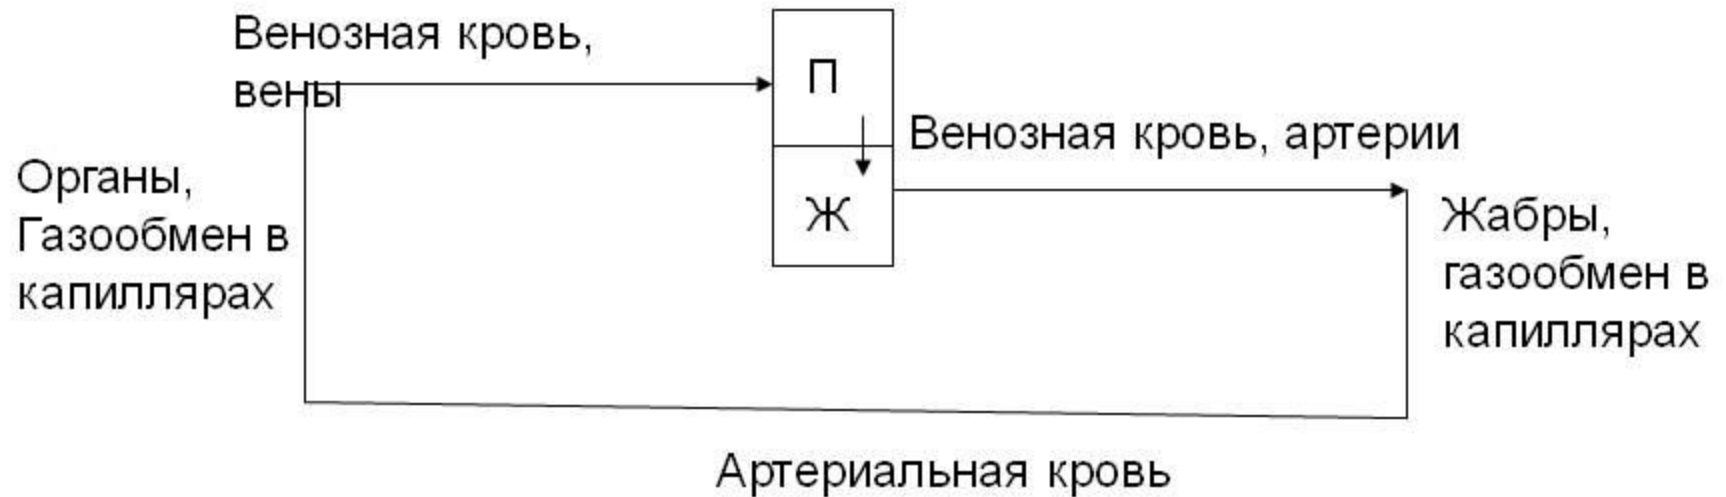 Венозная кровь,
вены
П
Венозная кровь, артерии
Органы,
Газообмен в
капиллярах
Ж
Жабры,
газообмен в
капиллярах
Артериальная кровь